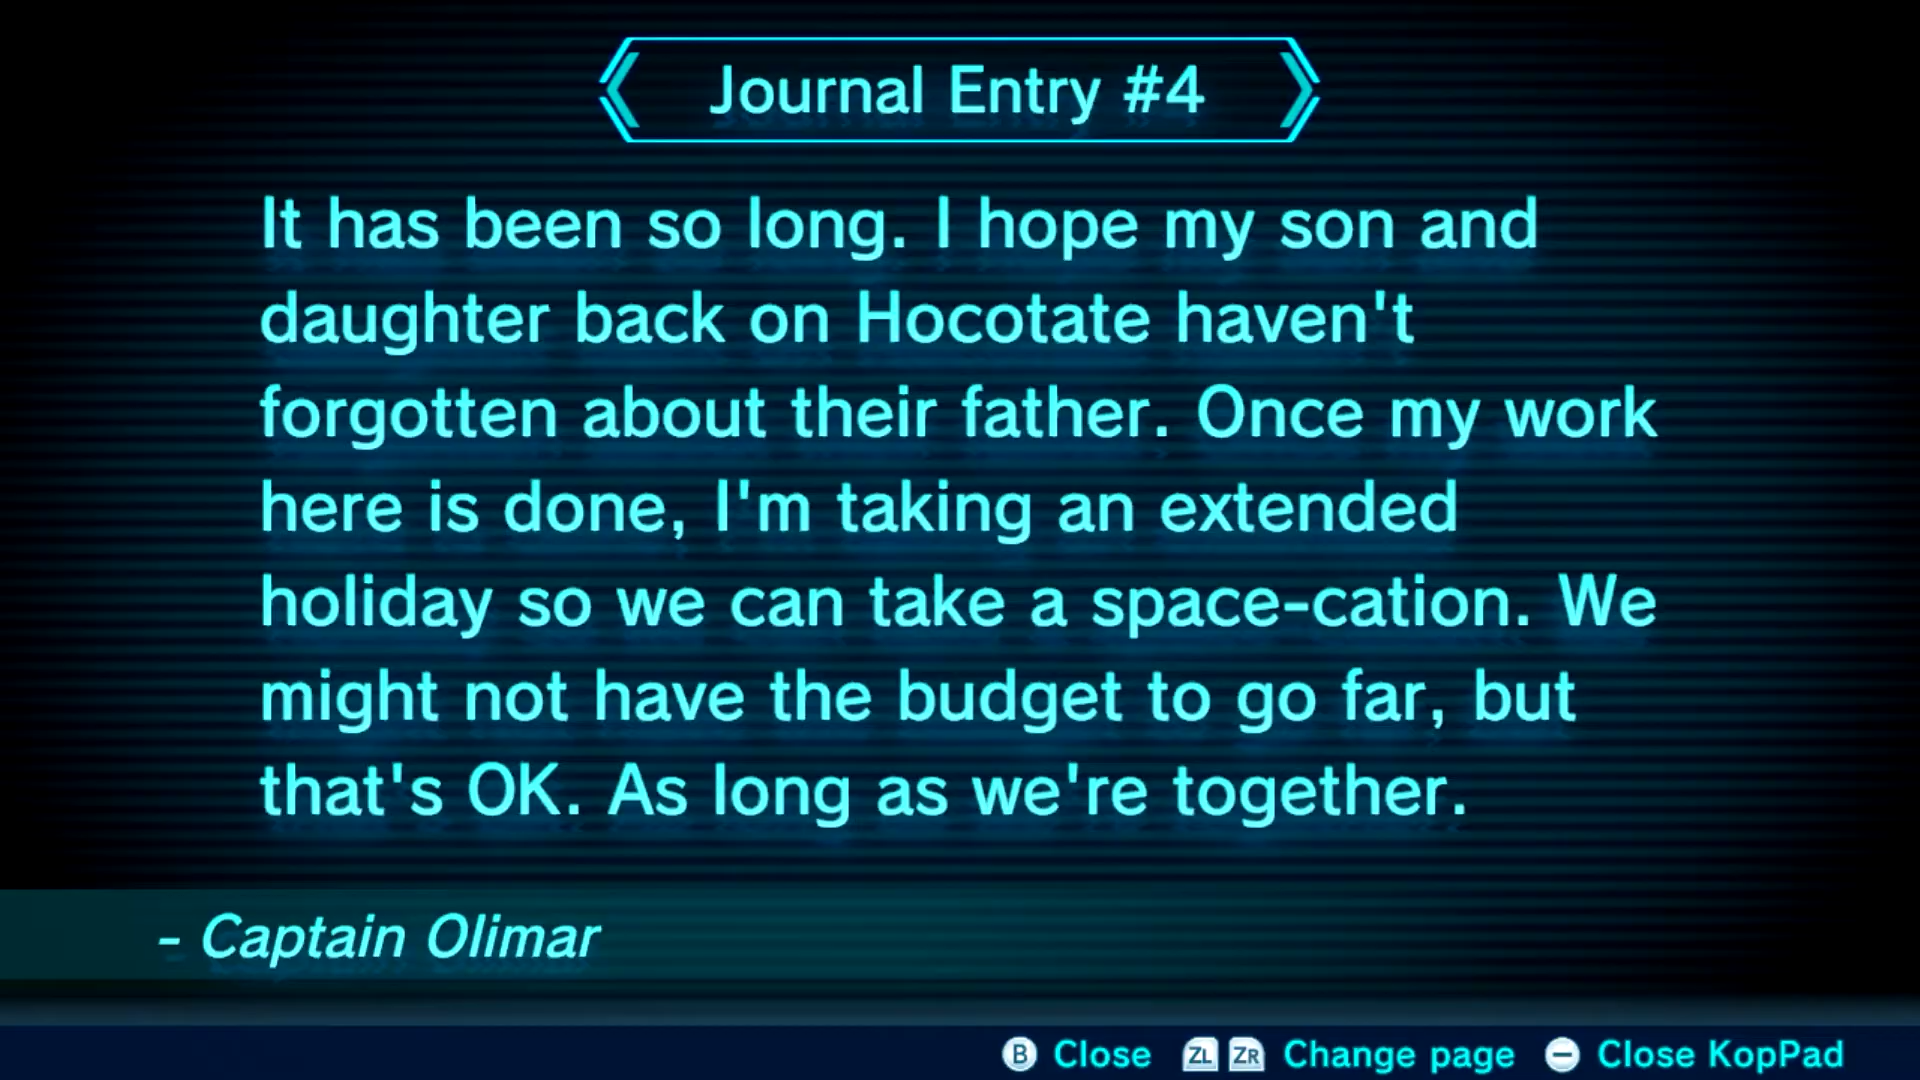 Journal Entry #4
It has been so long. I hope my son and
daughter back on Hocotate haven't
forgotten about their father. Once my work
here is done, I'm taking an extended
holiday so we can take a space-cation. We
might not have the budget to go far, but
that's OK. As long as we're together.
- Captain Olimar
B Close ZL ZR Change page - Close KopPad